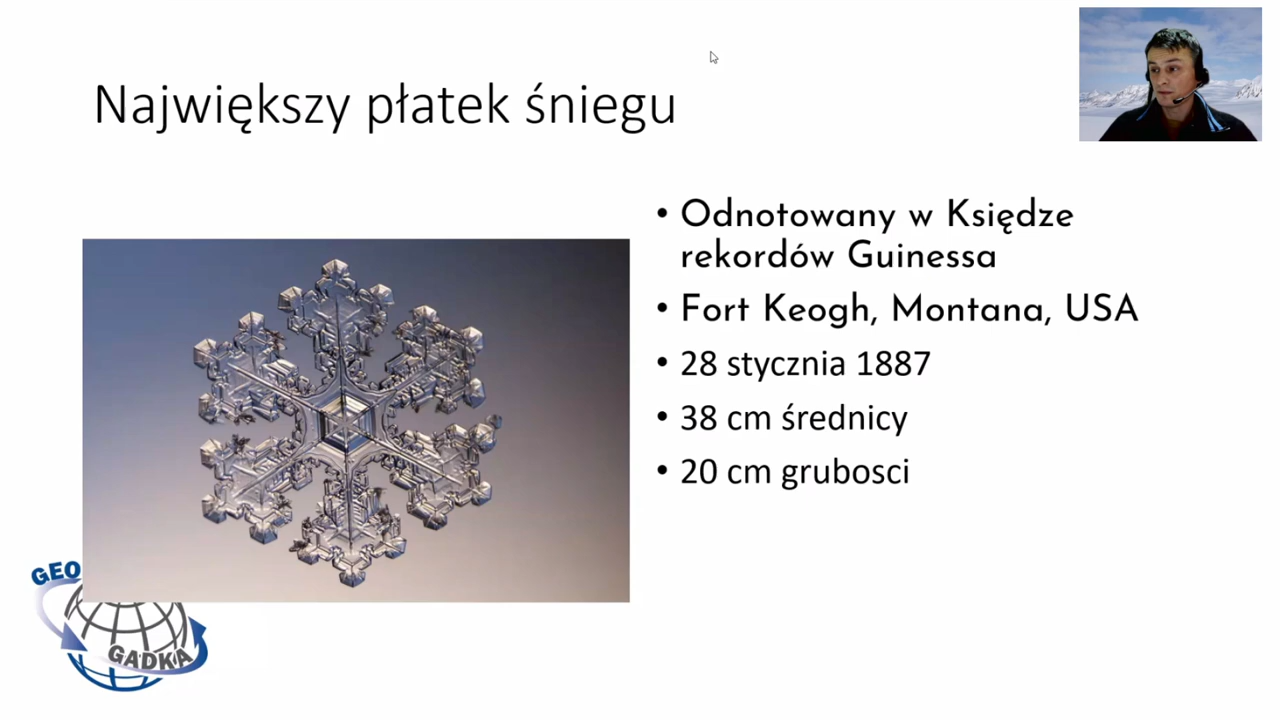 Największy płatek śniegu
• Odnotowany w Księdze
rekordów Guinessa
• Fort Keogh, Montana, USA
• 28 stycznia 1887
• 38 cm średnicy
• 20 cm grubosci
GEO
GADKA